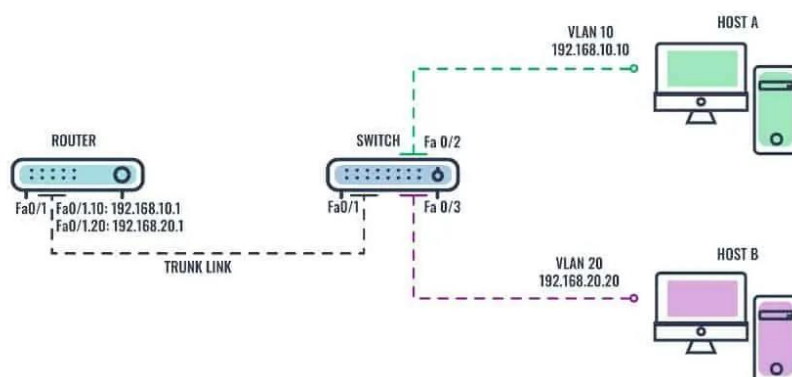 HOST A
VLAN 10
192.168.10.10
ROUTER
SWITCH
Fa 0/2
Fa0/1
Fa0/1.10: 192.168.10.1
Fa0/1.20: 192.168.20.1
Fa0/1
Fa 0/3
TRUNK LINK
VLAN 20
192.168.20.20
HOST B